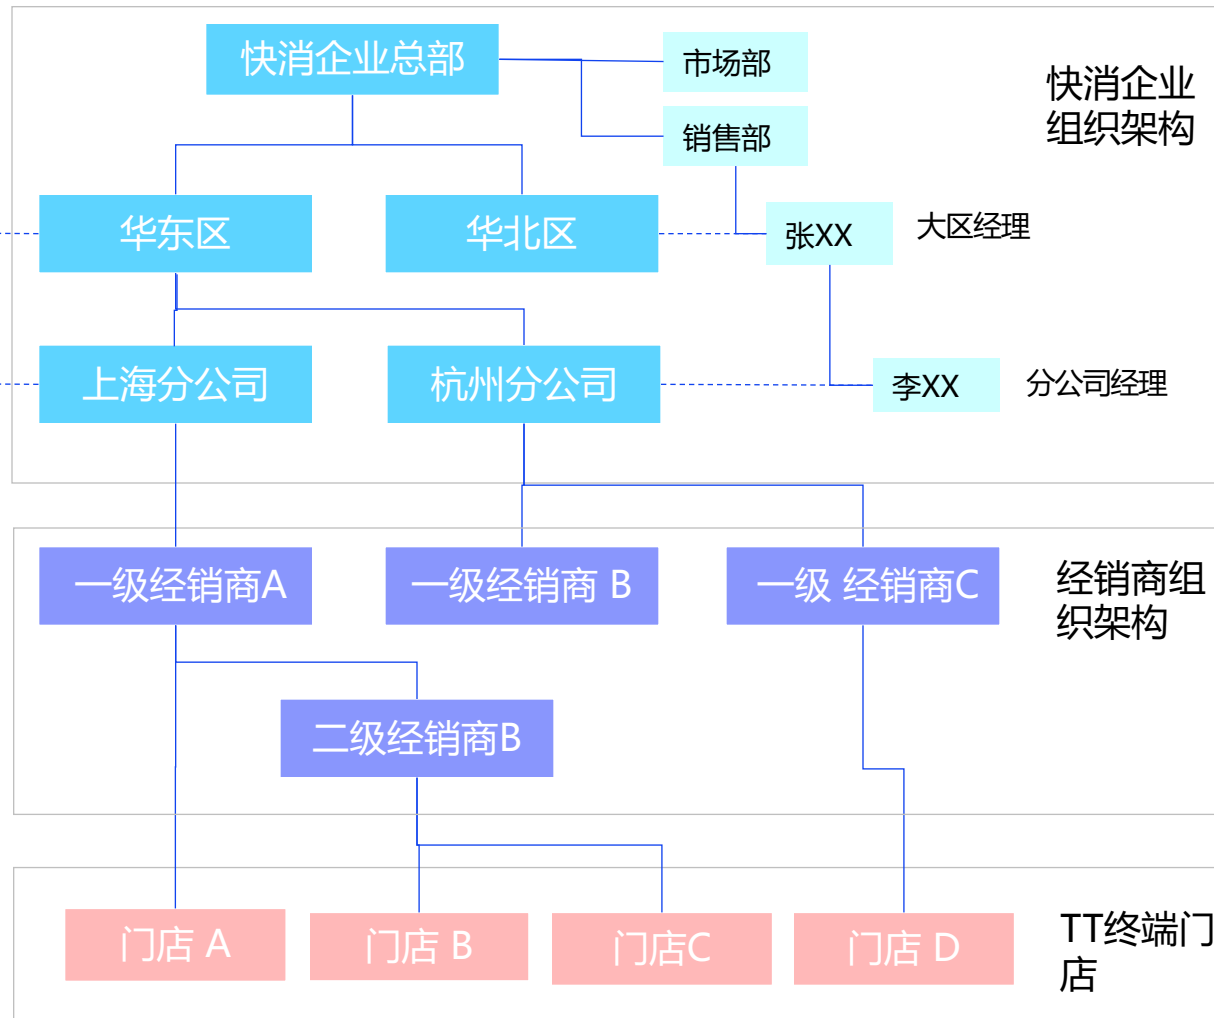 快消企业总部
市场部
快消企业
组织架构
销售部
华东区
华北区
张XX
大区经理
上海分公司
杭州分公司
李XX
分公司经理
一级经销商A
一级经销商 B
一级 经销商C
经销商组
织架构
二级经销商B
门店 A
门店 B
门店C
门店 D
TT终端门
店